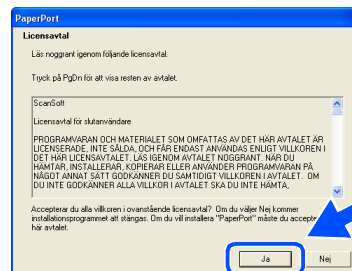 PaperPort
Licensavtal
Läs noggrant igenom följande licensavtal.
Tryck på PgDn för att visa resten av avtalet.
ScanSoft
Licensavtal för slutanvändare
PROGRAMVARAN OCH MATERIALET SOM OMFATTAS AV DET HÄR AVTALET ÄR
LICENSERADE, INTE SÅLDA, OCH FÅR ENDAST ANVÄNDAS ENLIGT VILLKOREN I
DET HÄR LICENSAVTALET. LÄS IGENOM AVTALET NOGGRANT. NÄR DU
HÄMTAR, INSTALLERAR, KOPIERAR ELLER ANVÄNDER PROGRAMVARAN PÅ
NÅGOT ANNAT SÄTT GODKÄNNER DU SAMTIDIGT VILLKOREN I AVTALET. OM
DU INTE GODKÄNNER ALLA VILLKOR I AVTALET SKA DU INTE HÄMTA,
Accepterar du alla villkoren i ovanstående licensavtal? Om du väljer Nej kommer
installationsprogrammet att stängas. Om du vill installera "PaperPort" måste du accepte
här avtalet.
Ja
Nej